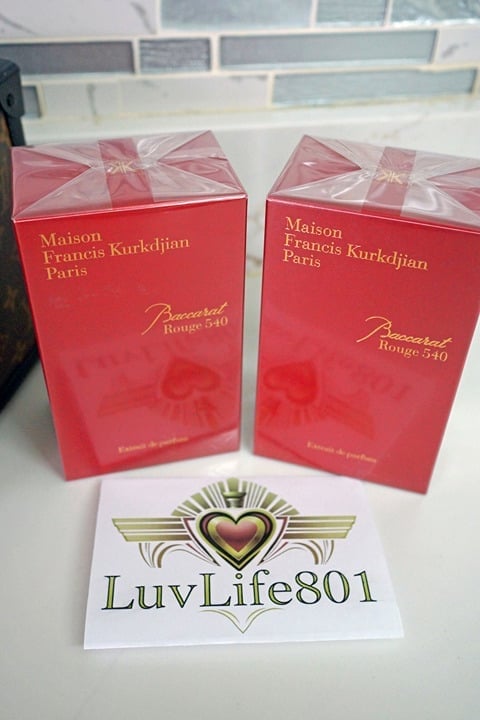 Maison
Francis Kurkdjian
Paris
Baccarat
Rouge 540
Extrait de parfum
Maison
Francis Kurkdjian
Paris
Baccarat
Rouge 540
Extrait de parfum
LuvLife801